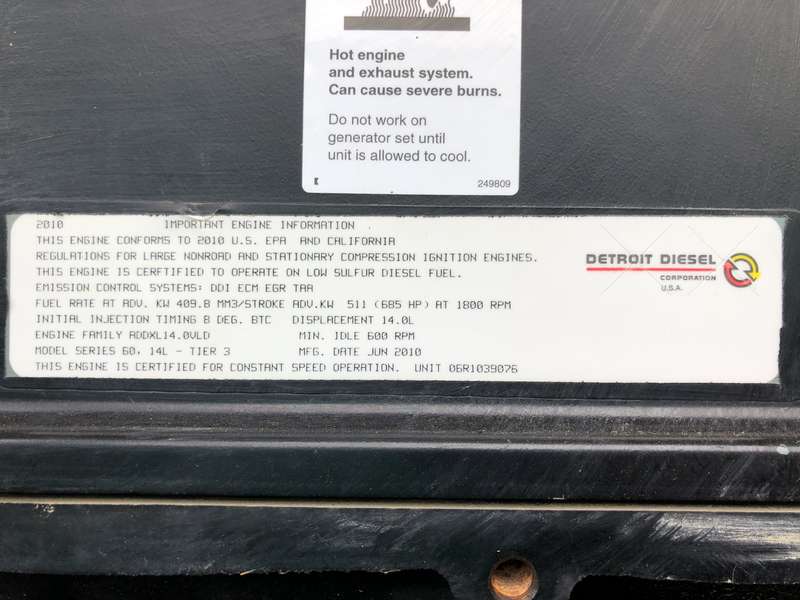 Hot engine
and exhaust system.
Can cause severe burns.
Do not work on
generator set until
unit is allowed to cool.
249809
2010 IMPORTANT ENGINE INFORMATION
THIS ENGINE CONFORMS TO 2010 U.S. EPA AND CALIFORNIA
REGULATIONS FOR LARGE NONROAD AND STATIONARY COMPRESSION IGNITION ENGINES.
THIS ENGINE IS CERFTIFIED TO OPERATE ON LOW SULFUR DIESEL FUEL.
EMISSION CONTROL SYSTEMS: DDI ECM EGR TAA
FUEL RATE AT ADV. KW 409.8 MM3/STROKE ADV.KW 511 (685 HP) AT 1800 RPM
INITIAL INJECTION TIMING 8 DEG. BTC DISPLACEMENT 14.0L
ENGINE FAMILY ADDXL14.0VLD MIN. IDLE 600 RPM
MODEL SERIES 60, 14L - TIER 3 MFG. DATE JUN 2010
THIS ENGINE IS CERTIFIED FOR CONSTANT SPEED OPERATION. UNIT 06R1039076
DETROIT DIESEL
CORPORATION
U.S.A.